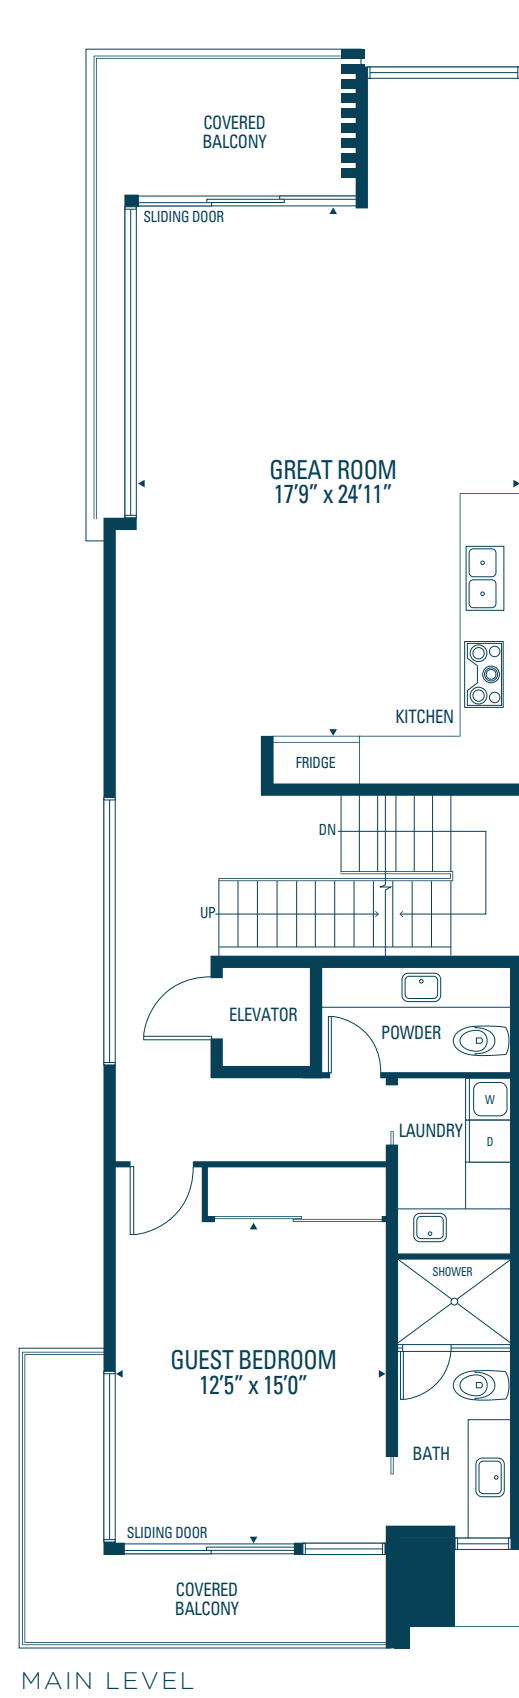 COVERED
BALCONY
SLIDING DOOR
GREAT ROOM
17'9" x 24'11"
KITCHEN
FRIDGE
DN
UP
ELEVATOR
POWDER
W
LAUNDRY
D
SHOWER
GUEST BEDROOM
12'5" x 15'0"
BATH
SLIDING DOOR
COVERED
BALCONY
MAIN LEVEL